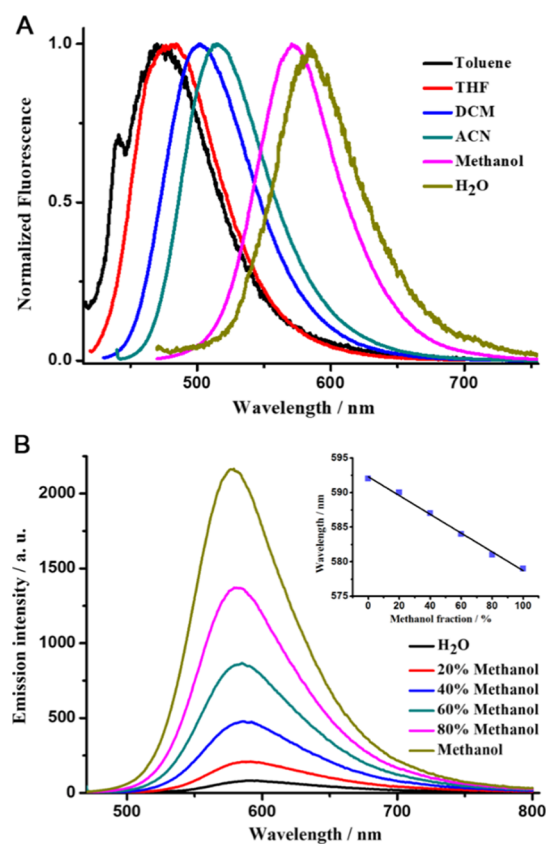 A
1.0
0.5
0.0
Normalized Fluorescence
Toluene
THF
DCM
ACN
Methanol
H2O
500
600
700
Wavelength / nm
B
2000
1500
1000
500
0
Emission intensity / a. u.
595
590
585
580
575
Wavelength / nm
0
20
40
60
80
100
Methanol fraction / %
H2O
20% Methanol
40% Methanol
60% Methanol
80% Methanol
Methanol
500
600
700
800
Wavelength / nm